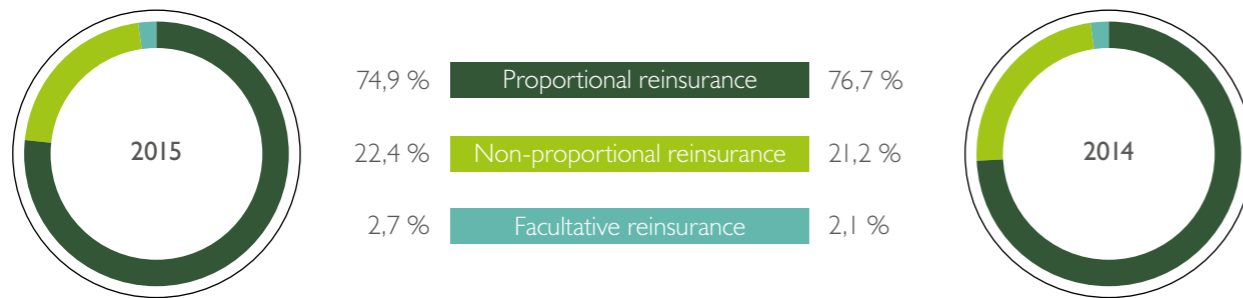 2015
74,9 % Proportional reinsurance 76,7 %
22,4 % Non-proportional reinsurance 21,2 %
2,7 % Facultative reinsurance 2,1 %
2014